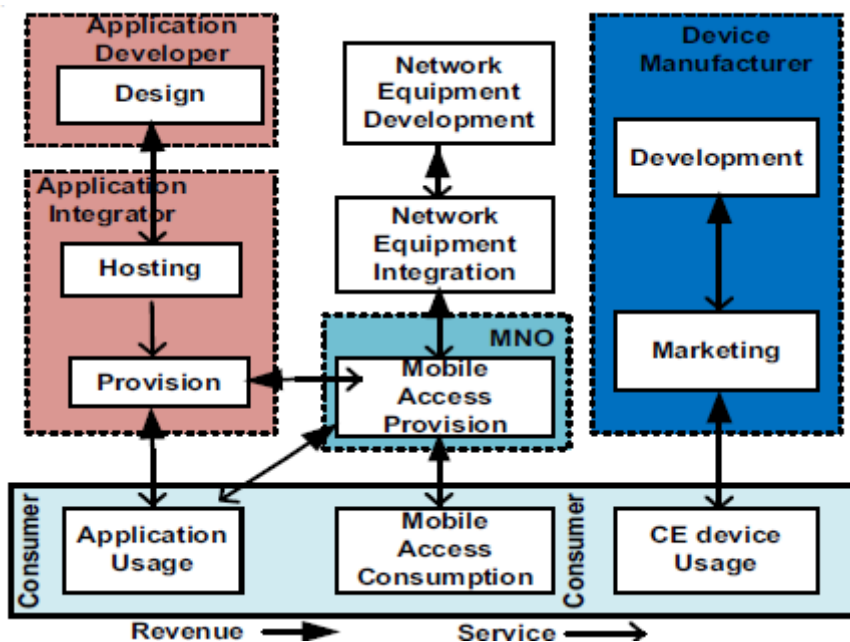 Application
Developer
Design
Application
Integrator
Hosting
Provision
Network
Equipment
Development
Network
Equipment
Integration
MNO
Mobile
Access
Provision
Device
Manufacturer
Development
Marketing
Consumer
Application
Usage
Mobile
Access
Consumption
Consumer
CE device
Usage
Revenue
Service